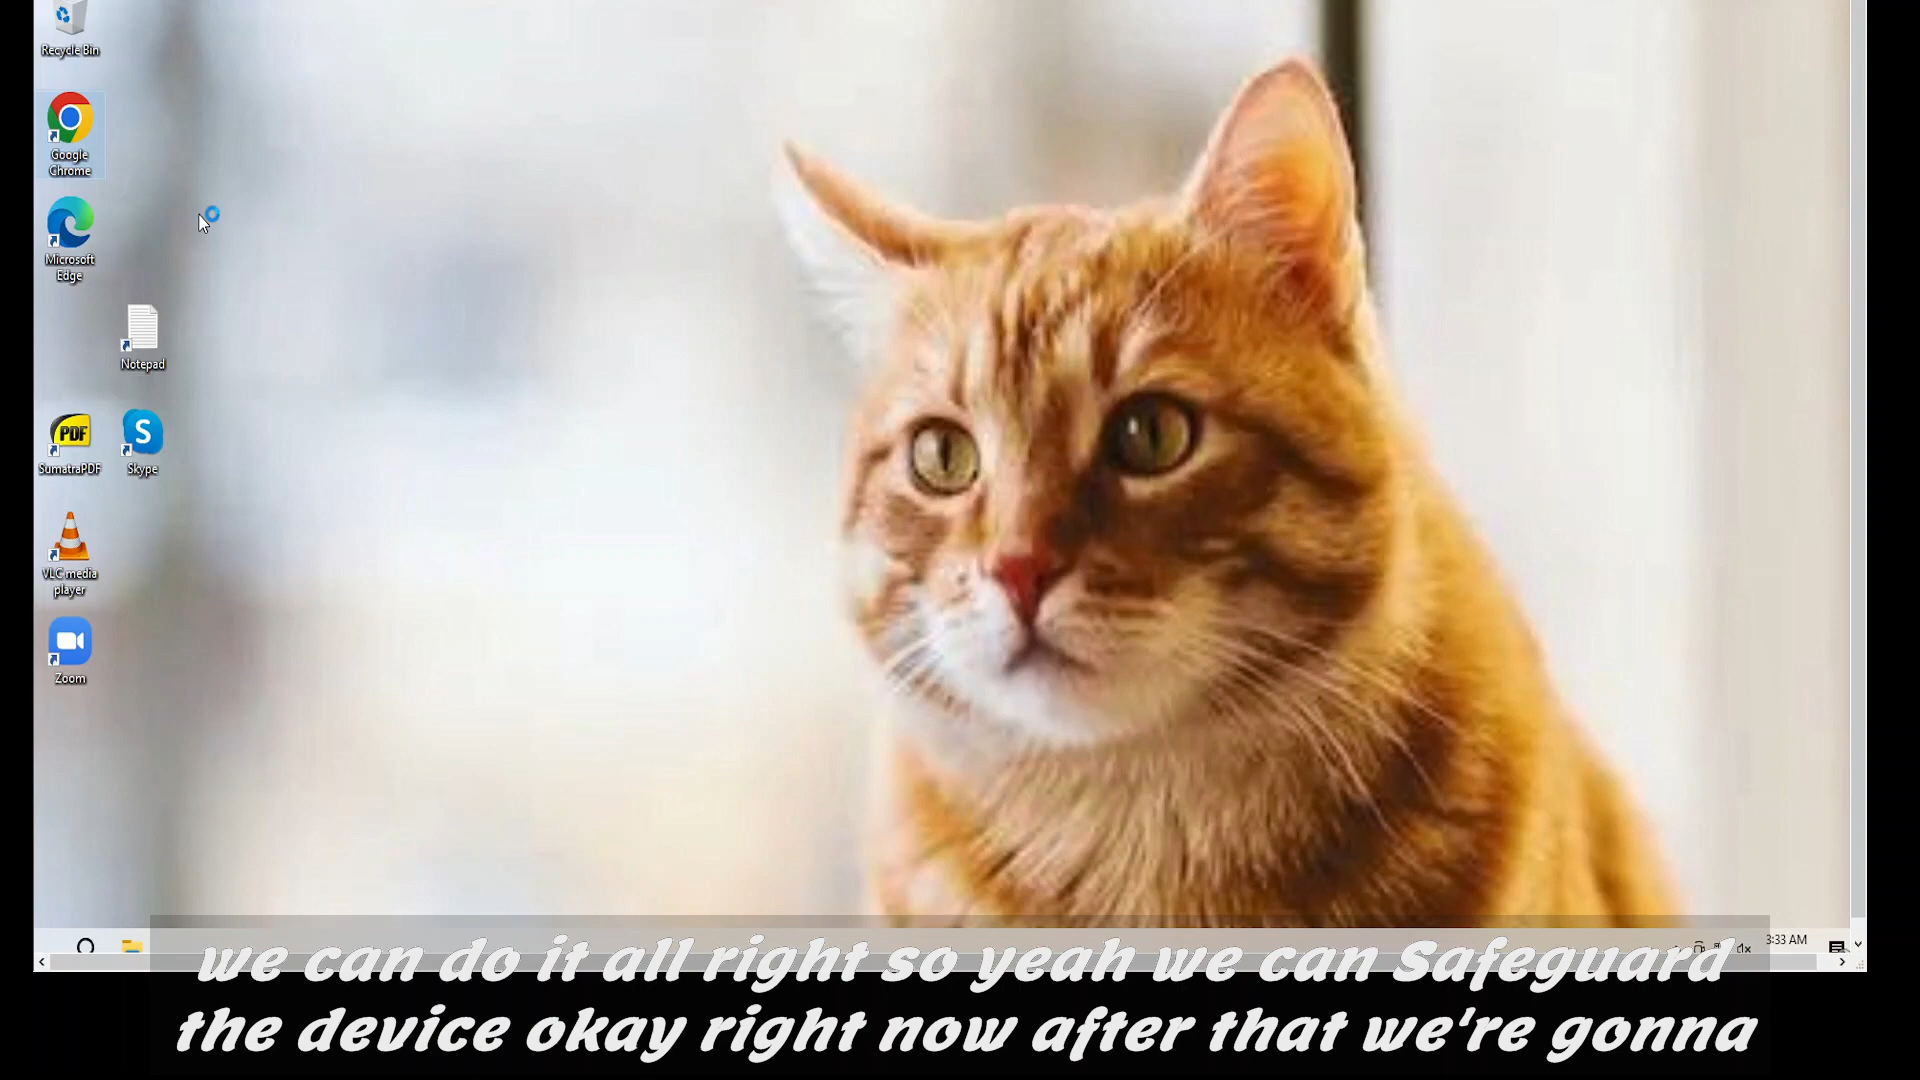 Recycle Bin
Google
Chrome
Microsoft
Edge
Notepad
PDF
SumatraPDF
S
Skype
VLC media
player
Zoom
3:33 AM
we can do it all right so yeah we can Safeguard
the device okay right now after that we're gonna